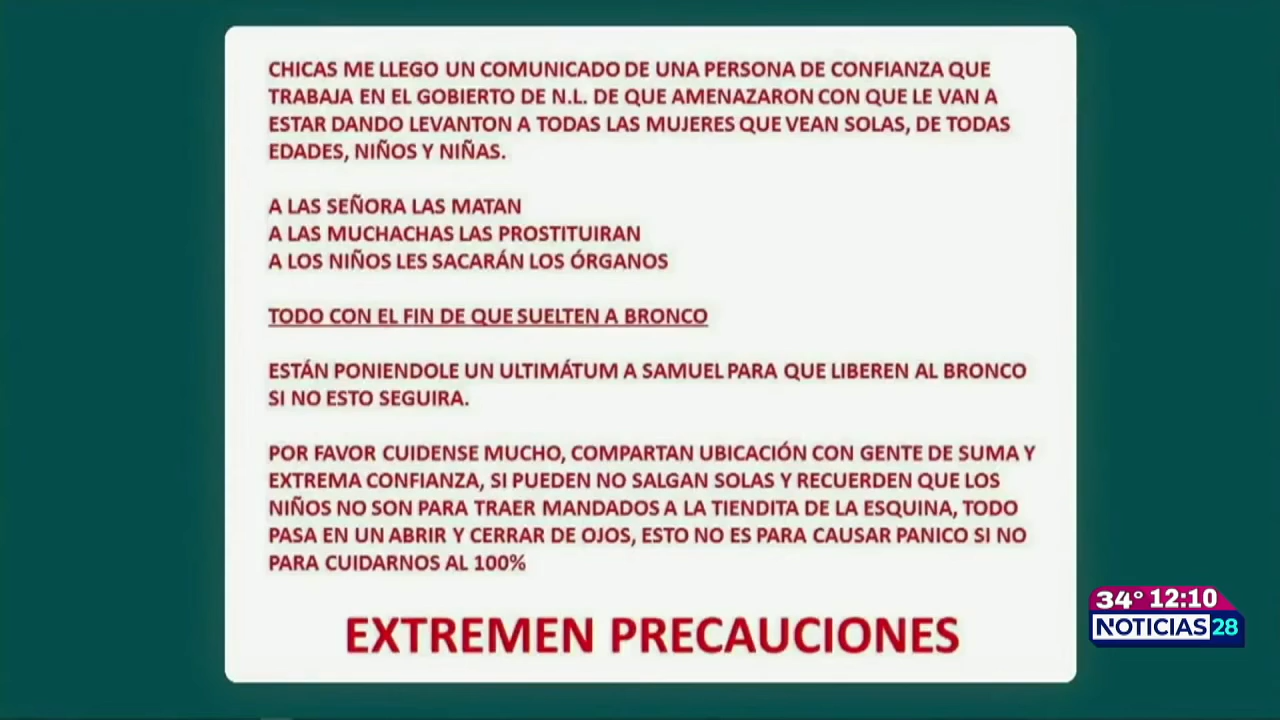 CHICAS ME LLEGO UN COMUNICADO DE UNA PERSONA DE CONFIANZA QUE
TRABAJA EN EL GOBIERTO DE N.L. DE QUE AMENAZARON CON QUE LE VAN A
ESTAR DANDO LEVANTON A TODAS LAS MUJERES QUE VEAN SOLAS, DE TODAS
EDADES, NIÑOS Y NIÑAS.
A LAS SEÑORA LAS MATAN
A LAS MUCHACHAS LAS PROSTITUIRAN
A LOS NIÑOS LES SACARÁN LOS ÓRGANOS
TODO CON EL FIN DE QUE SUELTEN A BRONCO
ESTÁN PONIENDOLE UN ULTIMÁTUM A SAMUEL PARA QUE LIBEREN AL BRONCO
SI NO ESTO SEGUIRA.
POR FAVOR CUIDENSE MUCHO, COMPARTAN UBICACIÓN CON GENTE DE SUMA Y
EXTREMA CONFIANZA, SI PUEDEN NO SALGAN SOLAS Y RECUERDEN QUE LOS
NIÑOS NO SON PARA TRAER MANDADOS A LA TIENDITA DE LA ESQUINA, TODO
PASA EN UN ABRIR Y CERRAR DE OJOS, ESTO NO ES PARA CAUSAR PANICO SI NO
PARA CUIDARNOS AL 100%
EXTREMEN PRECAUCIONES
34° 12:10
NOTICIAS 28